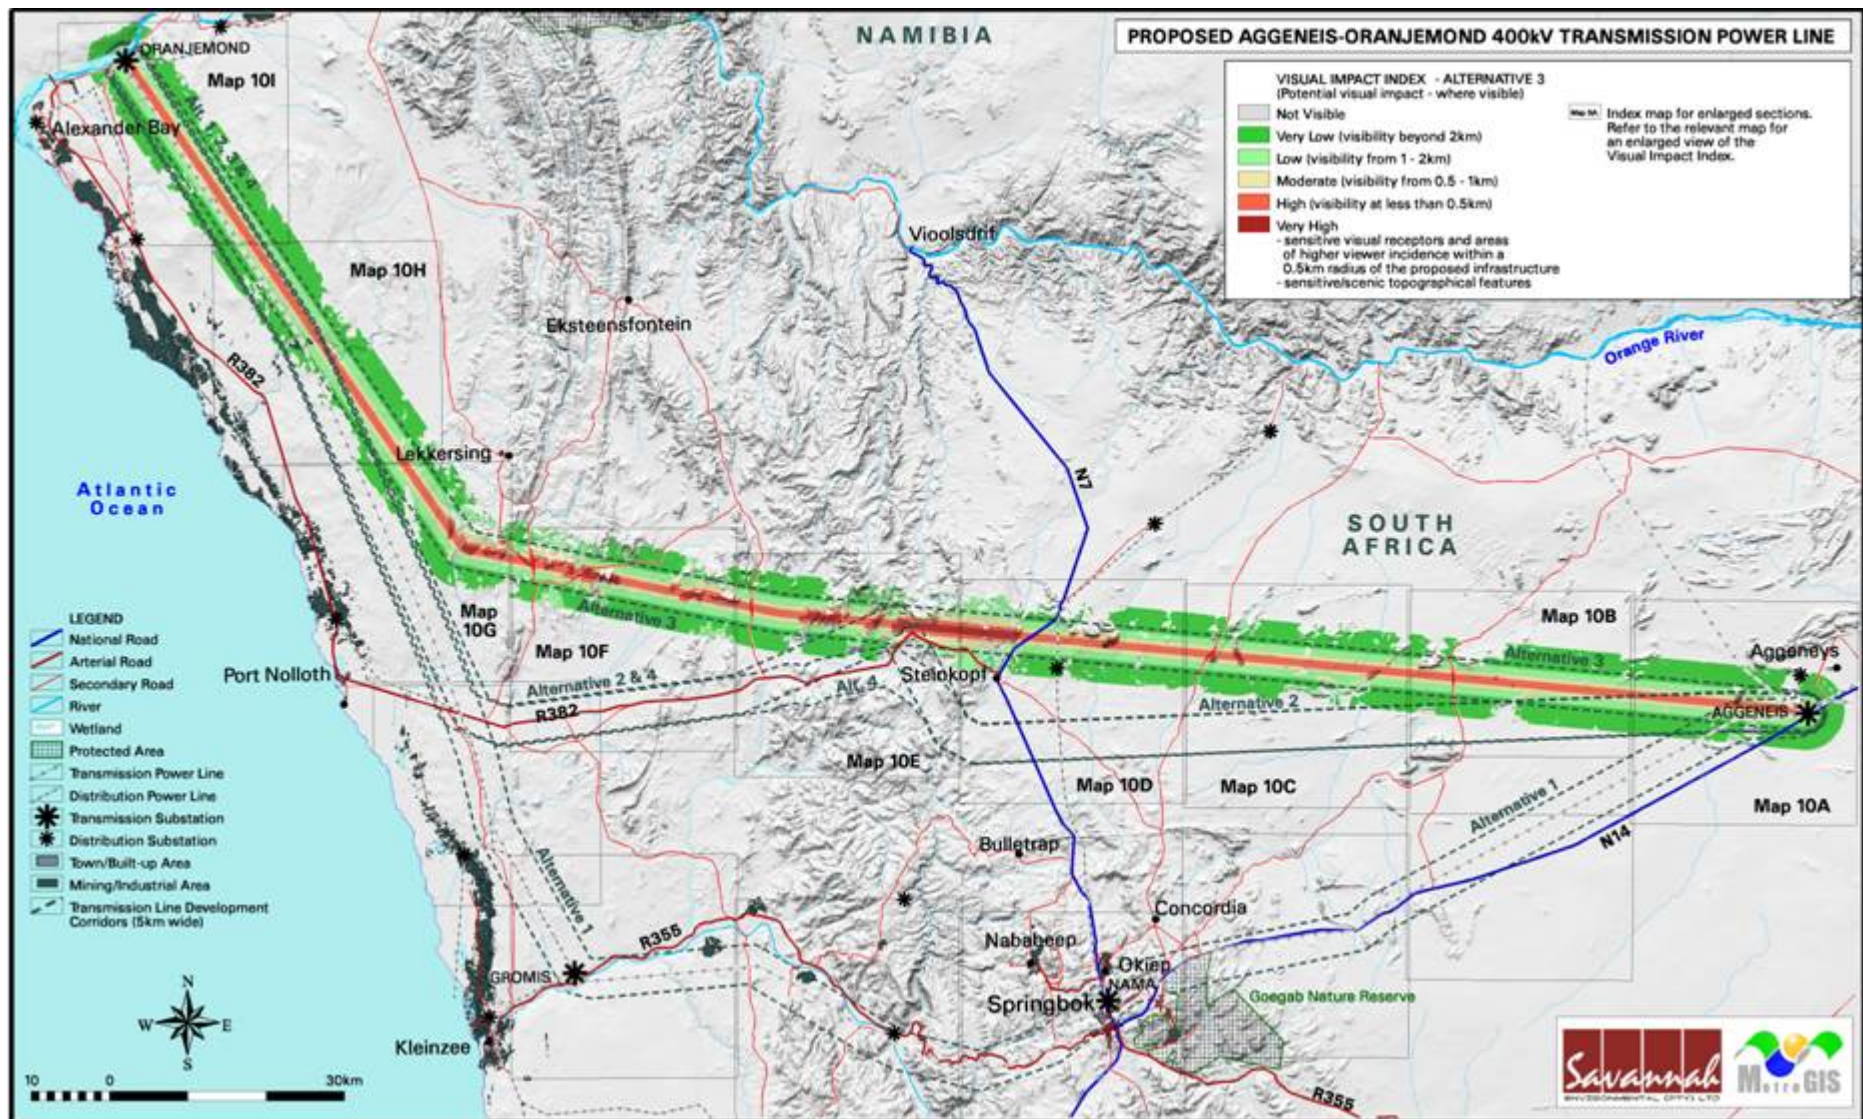 PROPOSED AGGENEIS-ORANJEMOND 400kV TRANSMISSION POWER LINE
VISUAL IMPACT INDEX - ALTERNATIVE 3
(Potential visual impact - where visible)
Not Visible
Very Low (visibility beyond 2km)
Low (visibility from 1 - 2km)
Moderate (visibility from 0.5 - 1km)
High (visibility at less than 0.5km)
Very High
- sensitive visual receptors and areas
of higher viewer incidence within a
0.5km radius of the proposed infrastructure
- sensitive/scenic topographical features
Index map for enlarged sections.
Refer to the relevant map for
an enlarged view of the
Visual Impact Index.
NAMIBIA
ORANJEMOND
Map 10I
Alexander Bay
Alt. 1, 2, 3 & 4
Map 10H
Vioolsdrif
Eksteensfontein
Orange River
R382
Lekkersing
N7
Atlantic
Ocean
SOUTH
AFRICA
Map
10G
Alternative 3
Map 10B
Map 10F
Alternative 3
Aggeneys
Port Nolloth
Steinkopf
Alternative 2 & 4
Alt. 4
R382
Alternative 2
AGGENEIS
Map 10E
Map 10D
Map 10C
Alternative 1
Map 10A
N14
Bulletrap
Alternative 1
Concordia
R355
Nababeep
Okiep
GROMIS
NAMA
Springbok
Goegab Nature Reserve
Kleinzee
R355
LEGEND
National Road
Arterial Road
Secondary Road
River
Wetland
Protected Area
Transmission Power Line
Distribution Power Line
Transmission Substation
Distribution Substation
Town/Built-up Area
Mining/Industrial Area
Transmission Line Development
Corridors (5km wide)
N
W
E
S
10 0 30km
Savannah
ENVIRONMENTAL (PTY) LTD
MetroGIS